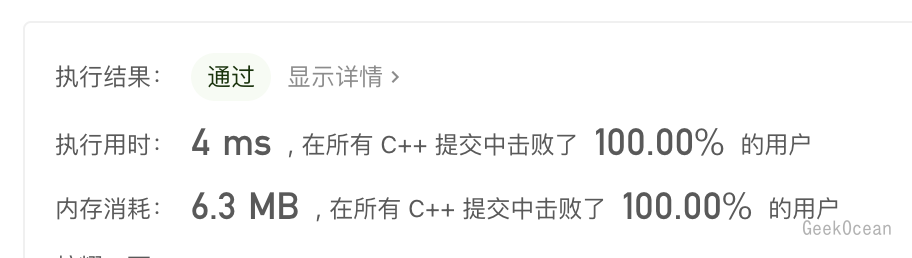 执行结果： 通过 显示详情 >
执行用时： 4 ms ，在所有 C++ 提交中击败了 100.00% 的用户
内存消耗： 6.3 MB ，在所有 C++ 提交中击败了 100.00% 的用户
GeekOcean